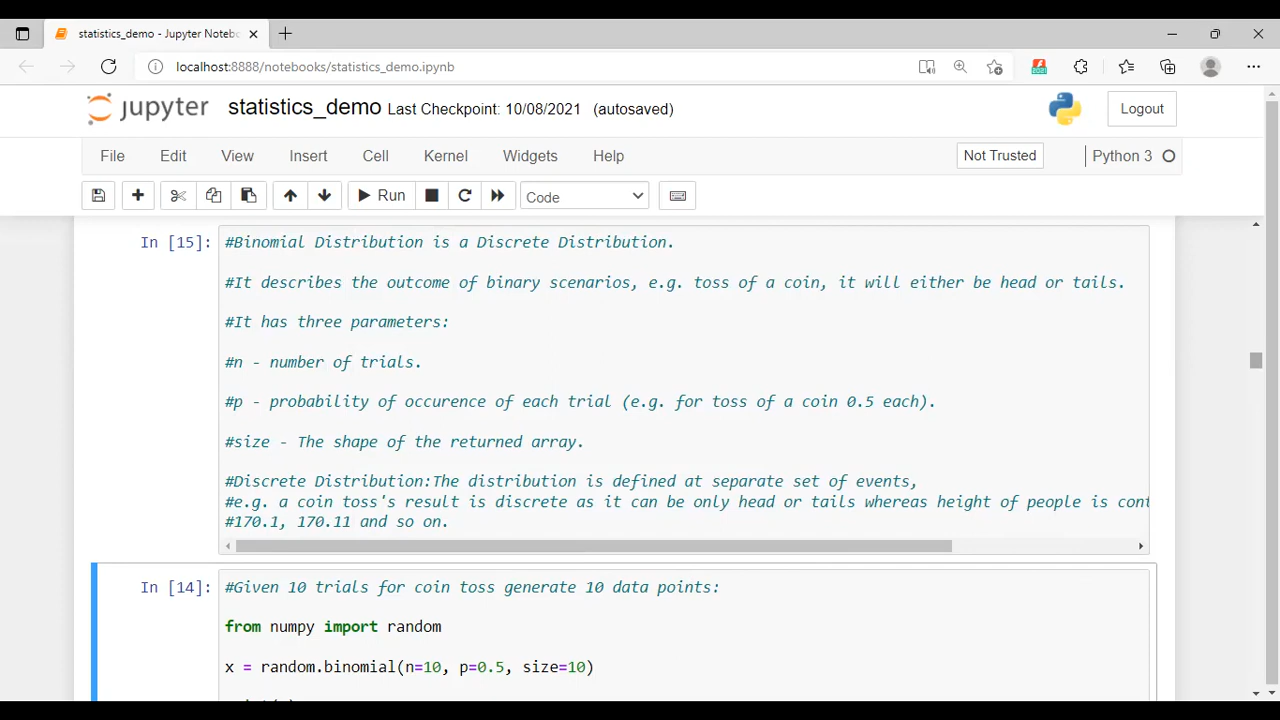 statistics_demo - Jupyter Noteb
localhost:8888/notebooks/statistics_demo.ipynb
jupyter statistics_demo Last Checkpoint: 10/08/2021 (autosaved)
Logout
File Edit View Insert Cell Kernel Widgets Help
Not Trusted
Python 3
Run
Code
In [15]:
#Binomial Distribution is a Discrete Distribution.
#It describes the outcome of binary scenarios, e.g. toss of a coin, it will either be head or tails.
#It has three parameters:
#n - number of trials.
#p - probability of occurence of each trial (e.g. for toss of a coin 0.5 each).
#size - The shape of the returned array.
#Discrete Distribution:The distribution is defined at separate set of events,
#e.g. a coin toss's result is discrete as it can be only head or tails whereas height of people is cont
#170.1, 170.11 and so on.
In [14]:
#Given 10 trials for coin toss generate 10 data points:
from numpy import random
x = random.binomial(n=10, p=0.5, size=10)